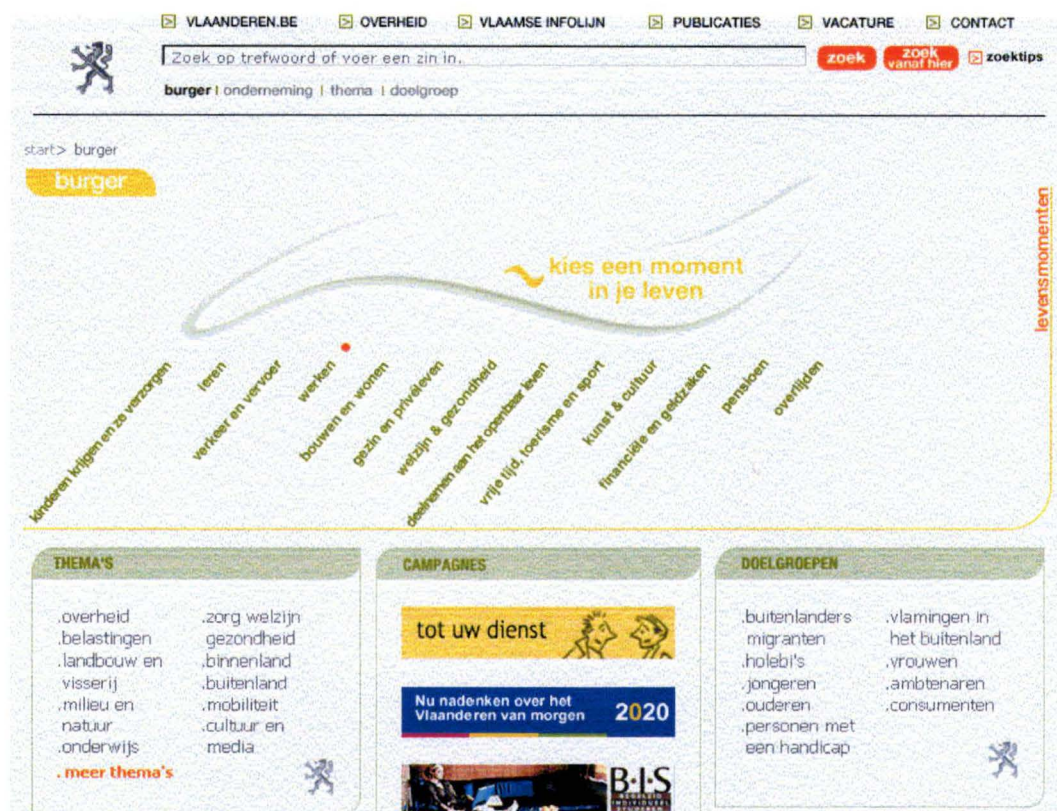 VLAANDEREN.BE OVERHEID VLAAMSE INFOLIJN PUBLICATIES VACATURE CONTACT
Zoek op trefwoord of voer een zin in.
zoek
zoek
vanaf hier
zoektips
burger | onderneming | thema | doelgroep
start> burger
burger
levensmomenten
kies een moment
in je leven
kinderen krijgen en ze verzorgen
leren
verkeer en vervoer
werken
bouwen en wonen
gezin en privéleven
welzijn & gezondheid
deelnemen aan het openbaar leven
vrije tijd, toerisme en sport
kunst & cultuur
financiële en geldzaken
pensioen
overlijden
THEMA'S
.overheid
.belastingen
.landbouw en
visserij
.milieu en
natuur
.onderwijs
. meer thema's
.zorg welzijn
gezondheid
.binnenland
.buitenland
.mobiliteit
.cultuur en
media
CAMPAGNES
tot uw dienst
Nu nadenken over het
Vlaanderen van morgen
2020
B·I·S
DOELGROEPEN
.buitenlanders
migranten
.holebi's
.jongeren
.ouderen
.personen met
een handicap
.vlamingen in
het buitenland
.vrouwen
.ambtenaren
.consumenten